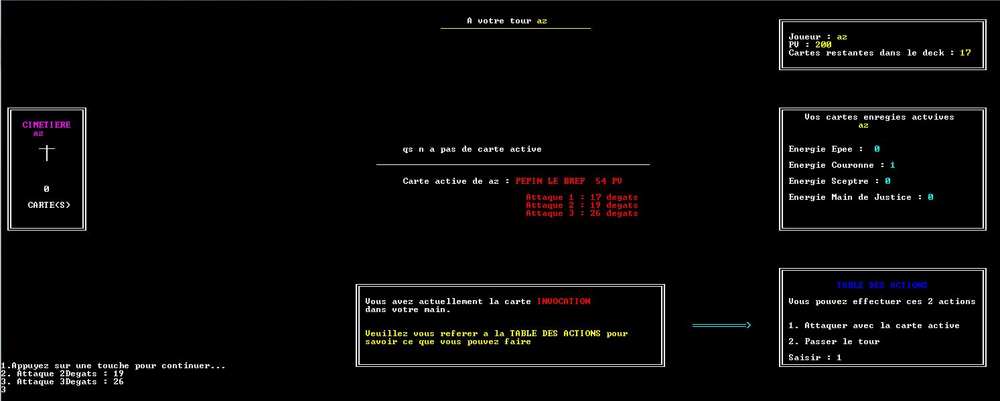 A votre tour az
Joueur : az
PV : 200
Cartes restantes dans le deck : 17
CIMETIERE
az
0
CARTE(S)
qs n a pas de carte active
Carte active de az : PEPIN LE BREF  54 PV
Attaque 1 : 17 degats
Attaque 2 : 19 degats
Attaque 3 : 26 degats
Vos cartes enregies actvives
az
Energie Epee :  0
Energie Couronne : 1
Energie Sceptre : 0
Energie Main de Justice : 0
Vous avez actuellement la carte INVOCATION
dans votre main.
Veuillez vous referer a la TABLE DES ACTIONS pour
savoir ce que vous pouvez faire
TABLE DES ACTIONS
Vous pouvez effectuer ces 2 actions
1. Attaquer avec la carte active
2. Passer le tour
Saisir : 1
1.Appuyez sur une touche pour continuer...
2. Attaque 2Degats : 19
3. Attaque 3Degats : 26
3